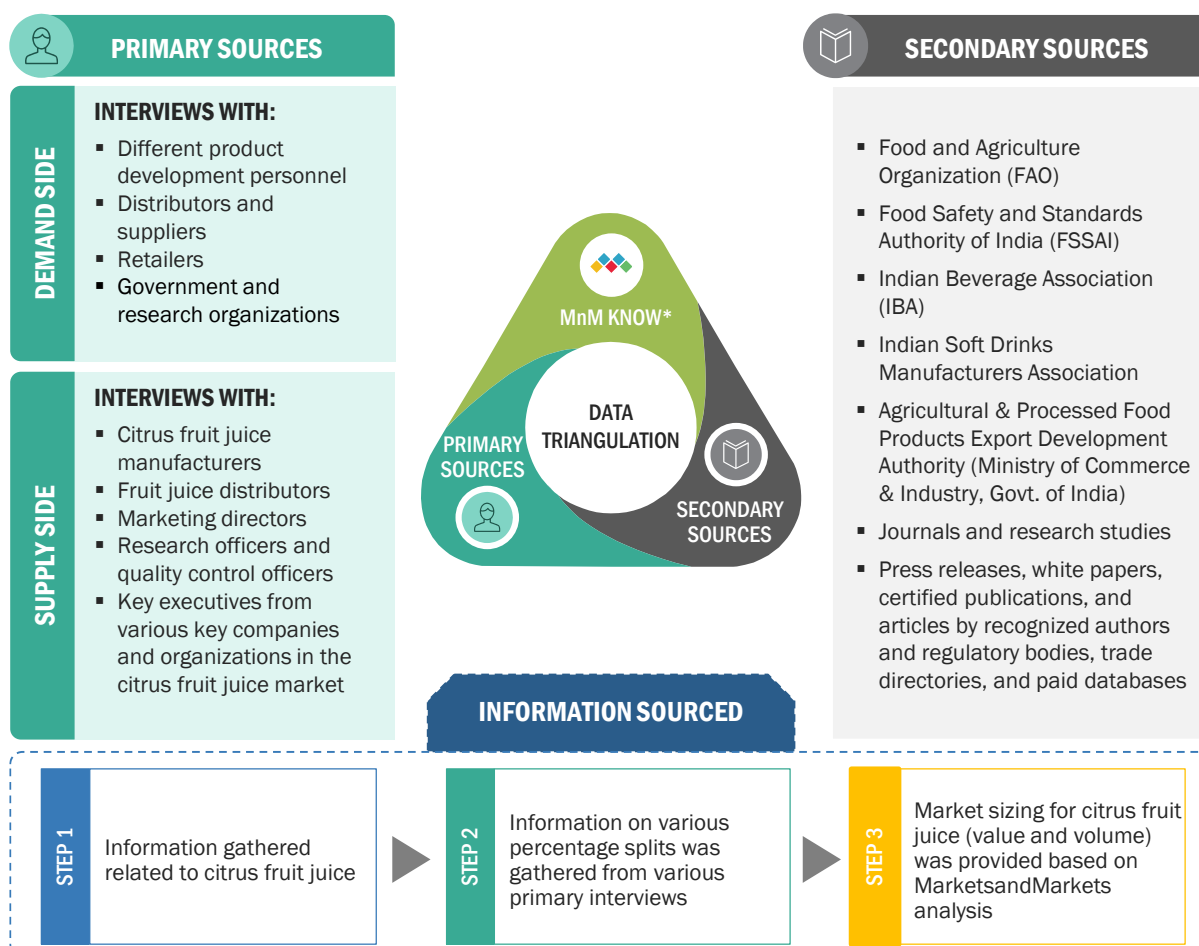 PRIMARY SOURCES
DEMAND SIDE
INTERVIEWS WITH:
▪ Different product
development personnel
▪ Distributors and
suppliers
▪ Retailers
▪ Government and
research organizations
SUPPLY SIDE
INTERVIEWS WITH:
▪ Citrus fruit juice
manufacturers
▪ Fruit juice distributors
▪ Marketing directors
▪ Research officers and
quality control officers
▪ Key executives from
various key companies
and organizations in the
citrus fruit juice market
MnM KNOW*
DATA
TRIANGULATION
PRIMARY
SOURCES
SECONDARY
SOURCES
SECONDARY SOURCES
▪ Food and Agriculture
Organization (FAO)
▪ Food Safety and Standards
Authority of India (FSSAI)
▪ Indian Beverage Association
(IBA)
▪ Indian Soft Drinks
Manufacturers Association
▪ Agricultural & Processed Food
Products Export Development
Authority (Ministry of Commerce
& Industry, Govt. of India)
▪ Journals and research studies
▪ Press releases, white papers,
certified publications, and
articles by recognized authors
and regulatory bodies, trade
directories, and paid databases
INFORMATION SOURCED
STEP 1
Information gathered
related to citrus fruit juice
STEP 2
Information on various
percentage splits was
gathered from various
primary interviews
STEP 3
Market sizing for citrus fruit
juice (value and volume)
was provided based on
MarketsandMarkets
analysis